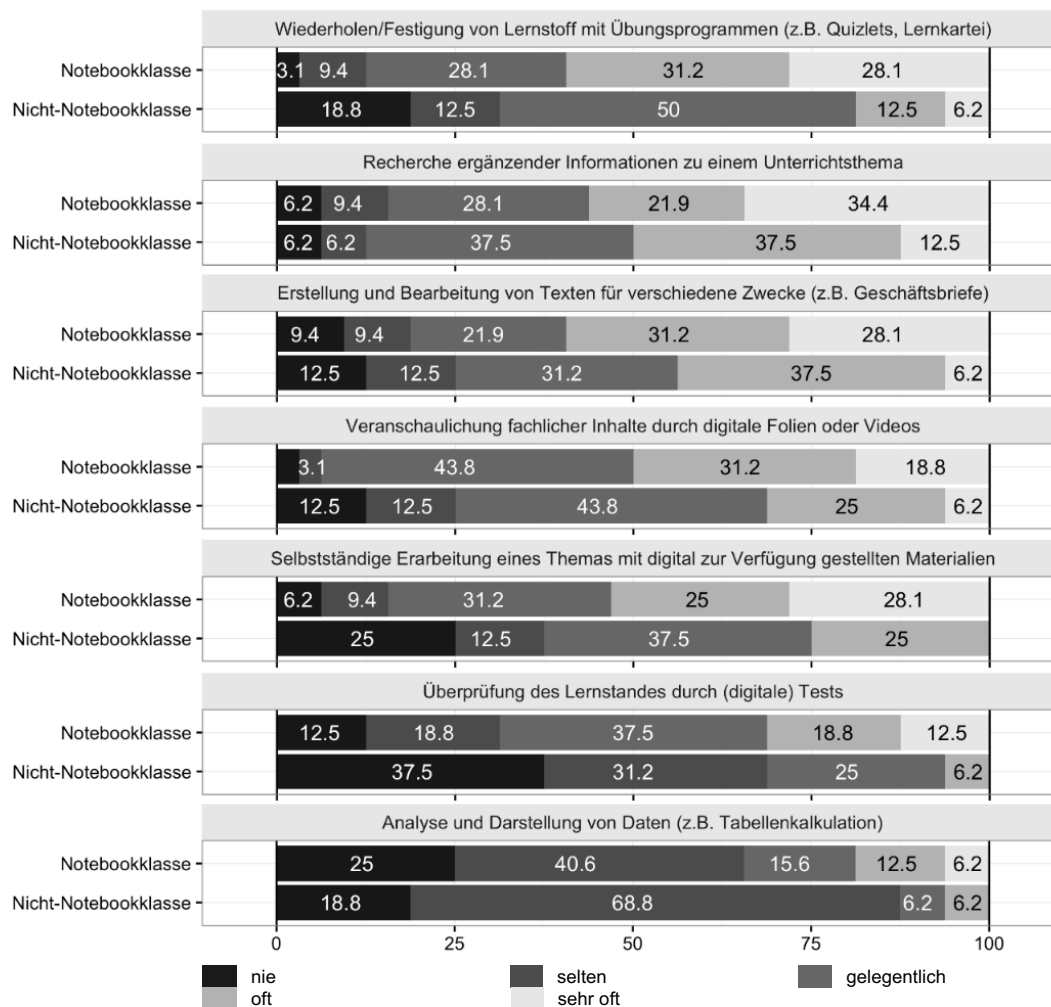 Wiederholen/Festigung von Lernstoff mit Übungsprogrammen (z.B. Quizlets, Lernkartei)
Notebookklasse 3.1 9.4 28.1 31.2 28.1
Nicht-Notebookklasse 18.8 12.5 50 12.5 6.2
Recherche ergänzender Informationen zu einem Unterrichtsthema
Notebookklasse 6.2 9.4 28.1 21.9 34.4
Nicht-Notebookklasse 6.2 6.2 37.5 37.5 12.5
Erstellung und Bearbeitung von Texten für verschiedene Zwecke (z.B. Geschäftsbriefe)
Notebookklasse 9.4 9.4 21.9 31.2 28.1
Nicht-Notebookklasse 12.5 12.5 31.2 37.5 6.2
Veranschaulichung fachlicher Inhalte durch digitale Folien oder Videos
Notebookklasse 3.1 43.8 31.2 18.8
Nicht-Notebookklasse 12.5 12.5 43.8 25 6.2
Selbstständige Erarbeitung eines Themas mit digital zur Verfügung gestellten Materialien
Notebookklasse 6.2 9.4 31.2 25 28.1
Nicht-Notebookklasse 25 12.5 37.5 25
Überprüfung des Lernstandes durch (digitale) Tests
Notebookklasse 12.5 18.8 37.5 18.8 12.5
Nicht-Notebookklasse 37.5 31.2 25 6.2
Analyse und Darstellung von Daten (z.B. Tabellenkalkulation)
Notebookklasse 25 40.6 15.6 12.5 6.2
Nicht-Notebookklasse 18.8 68.8 6.2 6.2
0 25 50 75 100
nie selten gelegentlich
oft sehr oft